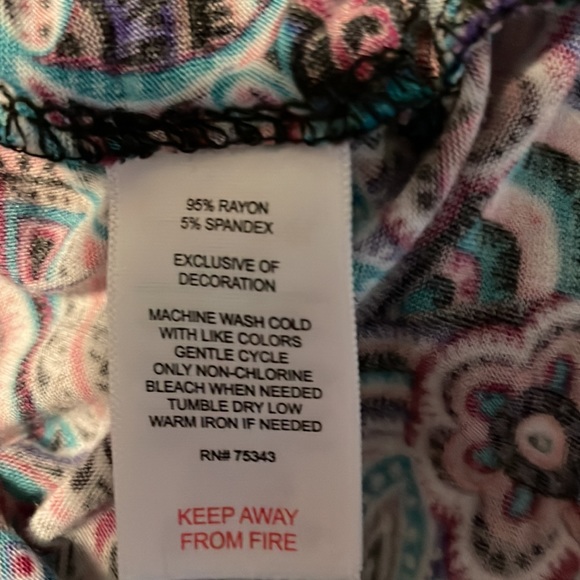 95% RAYON
5% SPANDEX
EXCLUSIVE OF
DECORATION
MACHINE WASH COLD
WITH LIKE COLORS
GENTLE CYCLE
ONLY NON-CHLORINE
BLEACH WHEN NEEDED
TUMBLE DRY LOW
WARM IRON IF NEEDED
RN# 75343
KEEP AWAY
FROM FIRE